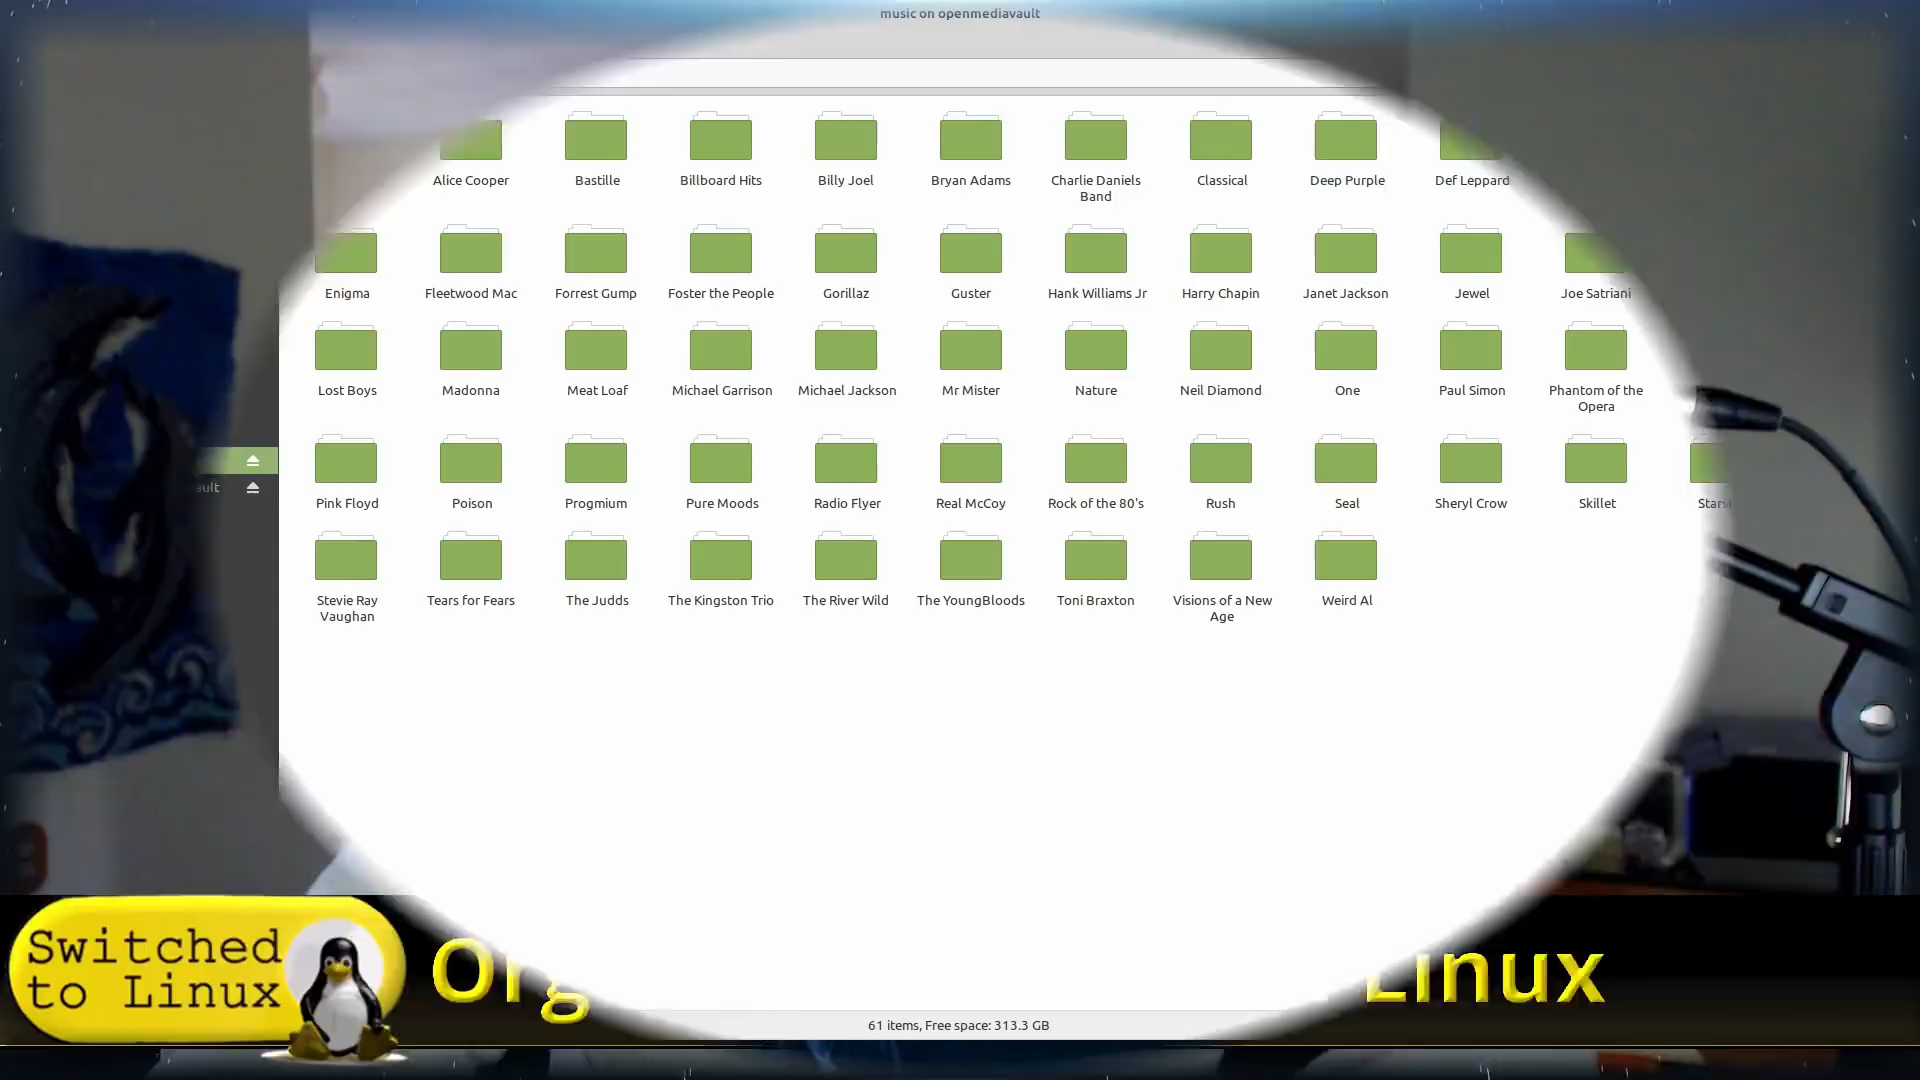 music on openmediavault
Alice Cooper
Bastille
Billboard Hits
Billy Joel
Bryan Adams
Charlie Daniels
Band
Classical
Deep Purple
Def Leppard
Enigma
Fleetwood Mac
Forrest Gump
Foster the People
Gorillaz
Guster
Hank Williams Jr
Harry Chapin
Janet Jackson
Jewel
Joe Satriani
Lost Boys
Madonna
Meat Loaf
Michael Garrison
Michael Jackson
Mr Mister
Nature
Neil Diamond
One
Paul Simon
Phantom of the
Opera
ault
Pink Floyd
Poison
Progmium
Pure Moods
Radio Flyer
Real McCoy
Rock of the 80's
Rush
Seal
Sheryl Crow
Skillet
Stevie Ray
Vaughan
Tears for Fears
The Judds
The Kingston Trio
The River Wild
The YoungBloods
Toni Braxton
Visions of a New
Age
Weird Al
Switched
to Linux
Org Linux
61 items, Free space: 313.3 GB